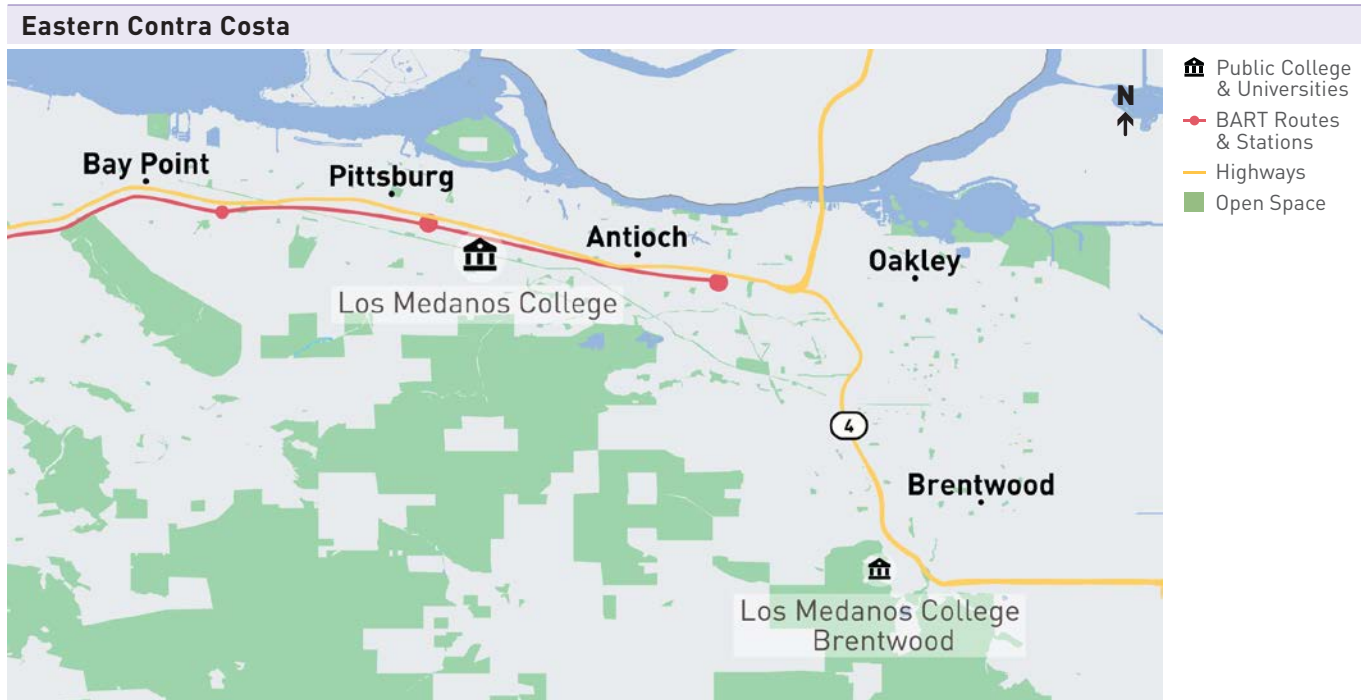 Eastern Contra Costa
Bay Point
Pittsburg
Antioch
Oakley
Los Medanos College
4
Brentwood
Los Medanos College
Brentwood
N
Public College
& Universities
BART Routes
& Stations
Highways
Open Space